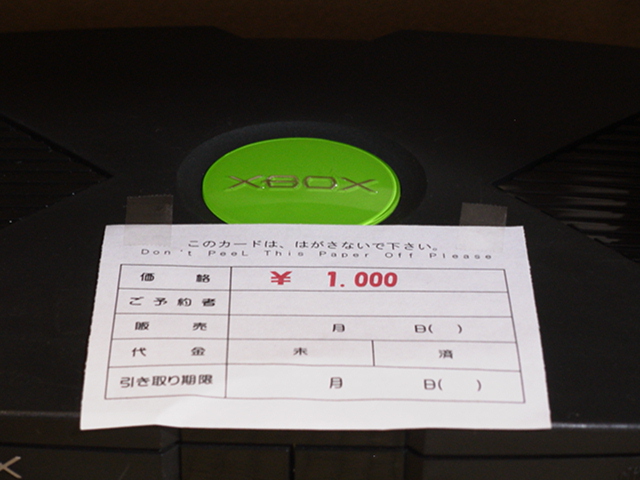 XBOX
このカードは、はがさないで下さい。
Don't PeeL This Paper Off Please
価格 ¥ 1.000
ご予約者
販売 月 日( )
代金 未 済
引き取り期限 月 日( )
X